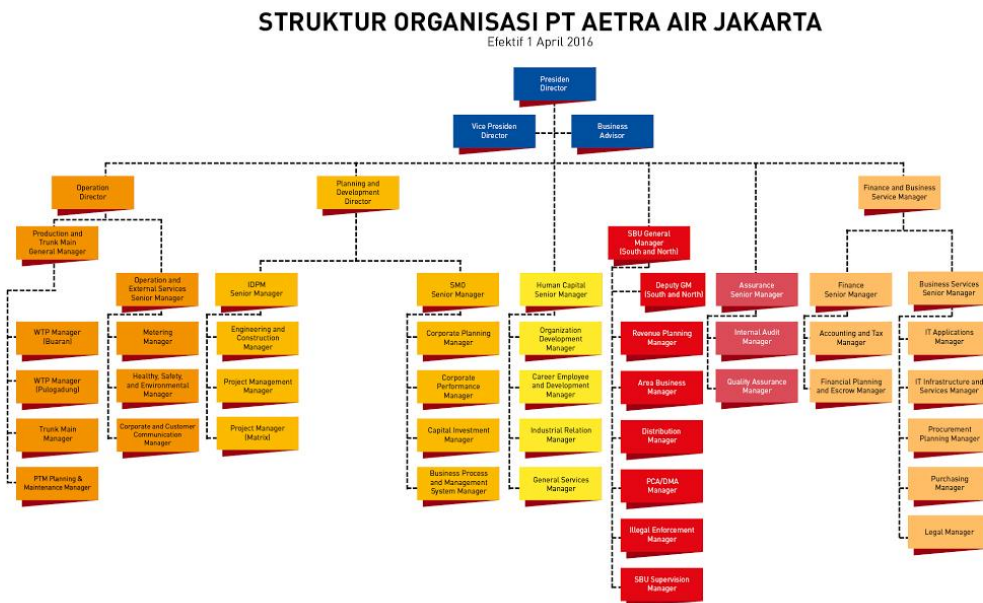 STRUKTUR ORGANISASI PT AETRA AIR JAKARTA
Efektif 1 April 2016
Presiden
Director
Vice Presiden
Director
Business
Advisor
Operation
Director
Planning and
Development
Director
Finance and Business
Service Manager
Production and
Trunk Main
General Manager
SBU General
Manager
(South and North)
Operation and
External Services
Senior Manager
IDPM
Senior Manager
SMO
Senior Manager
Human Capital
Senior Manager
Deputy GM
(South and North)
Assurance
Senior Manager
Finance
Senior Manager
Business Services
Senior Manager
WTP Manager
(Buaran)
Metering
Manager
Engineering and
Construction
Manager
Corporate Planning
Manager
Organization
Development
Manager
Revenue Planning
Manager
Internal Audit
Manager
Accounting and Tax
Manager
IT Applications
Manager
WTP Manager
(Pulogadung)
Healthy, Safety,
and Environmental
Manager
Project Management
Manager
Corporate
Performance
Manager
Career Employee
and Development
Manager
Area Business
Manager
Quality Assurance
Manager
Financial Planning
and Escrow Manager
IT Infrastructure and
Services Manager
Trunk Main
Manager
Corporate and Customer
Communication
Manager
Project Manager
(Matrix)
Capital Investment
Manager
Industrial Relation
Manager
Distribution
Manager
Procurement
Planning Manager
PTM Planning &
Maintenance Manager
Business Process
and Management
System Manager
General Services
Manager
PCA/DMA
Manager
Purchasing
Manager
Illegal Enforcement
Manager
Legal Manager
SBU Supervision
Manager